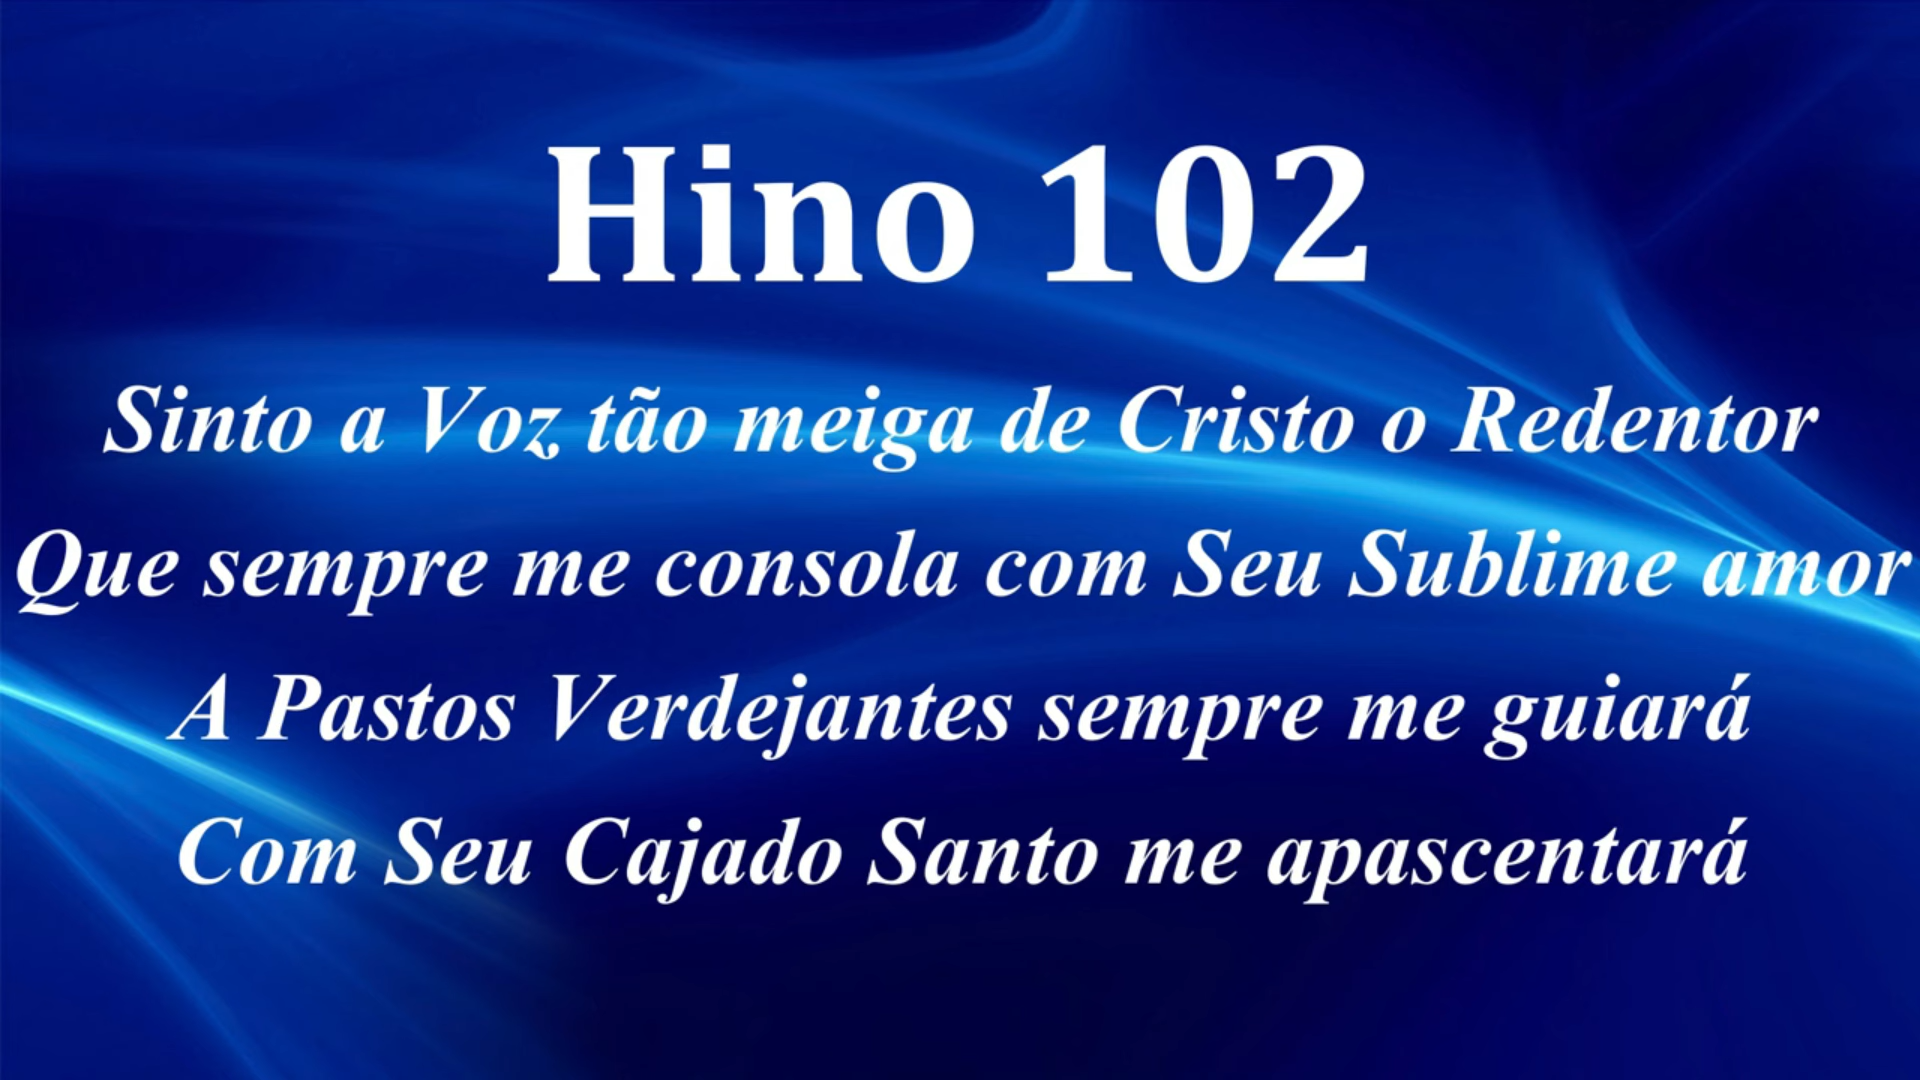 Hino 102
Sinto a Voz tão meiga de Cristo o Redentor
Que sempre me consola com Seu Sublime amor
A Pastos Verdejantes sempre me guiará
Com Seu Cajado Santo me apascentará